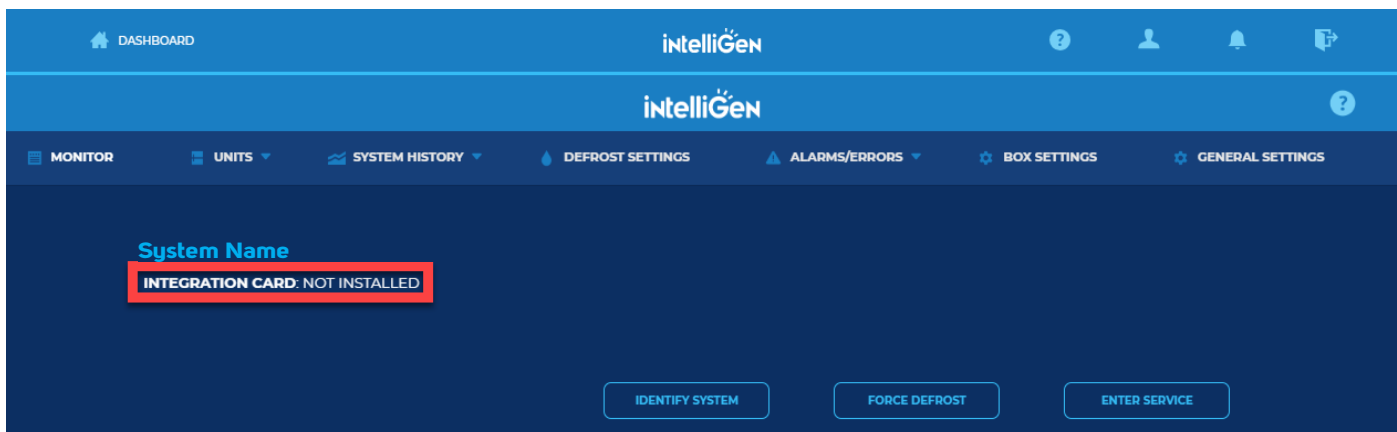 DASHBOARD
intelliGen
?
intelliGen
?
MONITOR
UNITS
SYSTEM HISTORY
DEFROST SETTINGS
ALARMS/ERRORS
BOX SETTINGS
GENERAL SETTINGS
System Name
INTEGRATION CARD: NOT INSTALLED
IDENTIFY SYSTEM
FORCE DEFROST
ENTER SERVICE